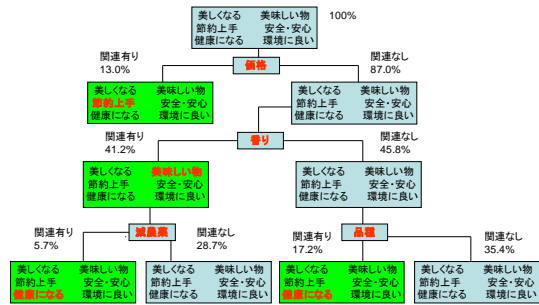 美しくなる 美味しい物
節約上手 安全・安心
健康になる 環境に良い
100%
関連有り
13.0%
価格
関連なし
87.0%
美しくなる 美味しい物
節約上手 安全・安心
健康になる 環境に良い
美しくなる 美味しい物
節約上手 安全・安心
健康になる 環境に良い
関連有り
41.2%
香り
関連なし
45.8%
美しくなる 美味しい物
節約上手 安全・安心
健康になる 環境に良い
美しくなる 美味しい物
節約上手 安全・安心
健康になる 環境に良い
関連有り
5.7%
減農薬
関連なし
28.7%
関連有り
17.2%
品種
関連なし
35.4%
美しくなる 美味しい物
節約上手 安全・安心
健康になる 環境に良い
美しくなる 美味しい物
節約上手 安全・安心
健康になる 環境に良い
美しくなる 美味しい物
節約上手 安全・安心
健康になる 環境に良い
美しくなる 美味しい物
節約上手 安全・安心
健康になる 環境に良い